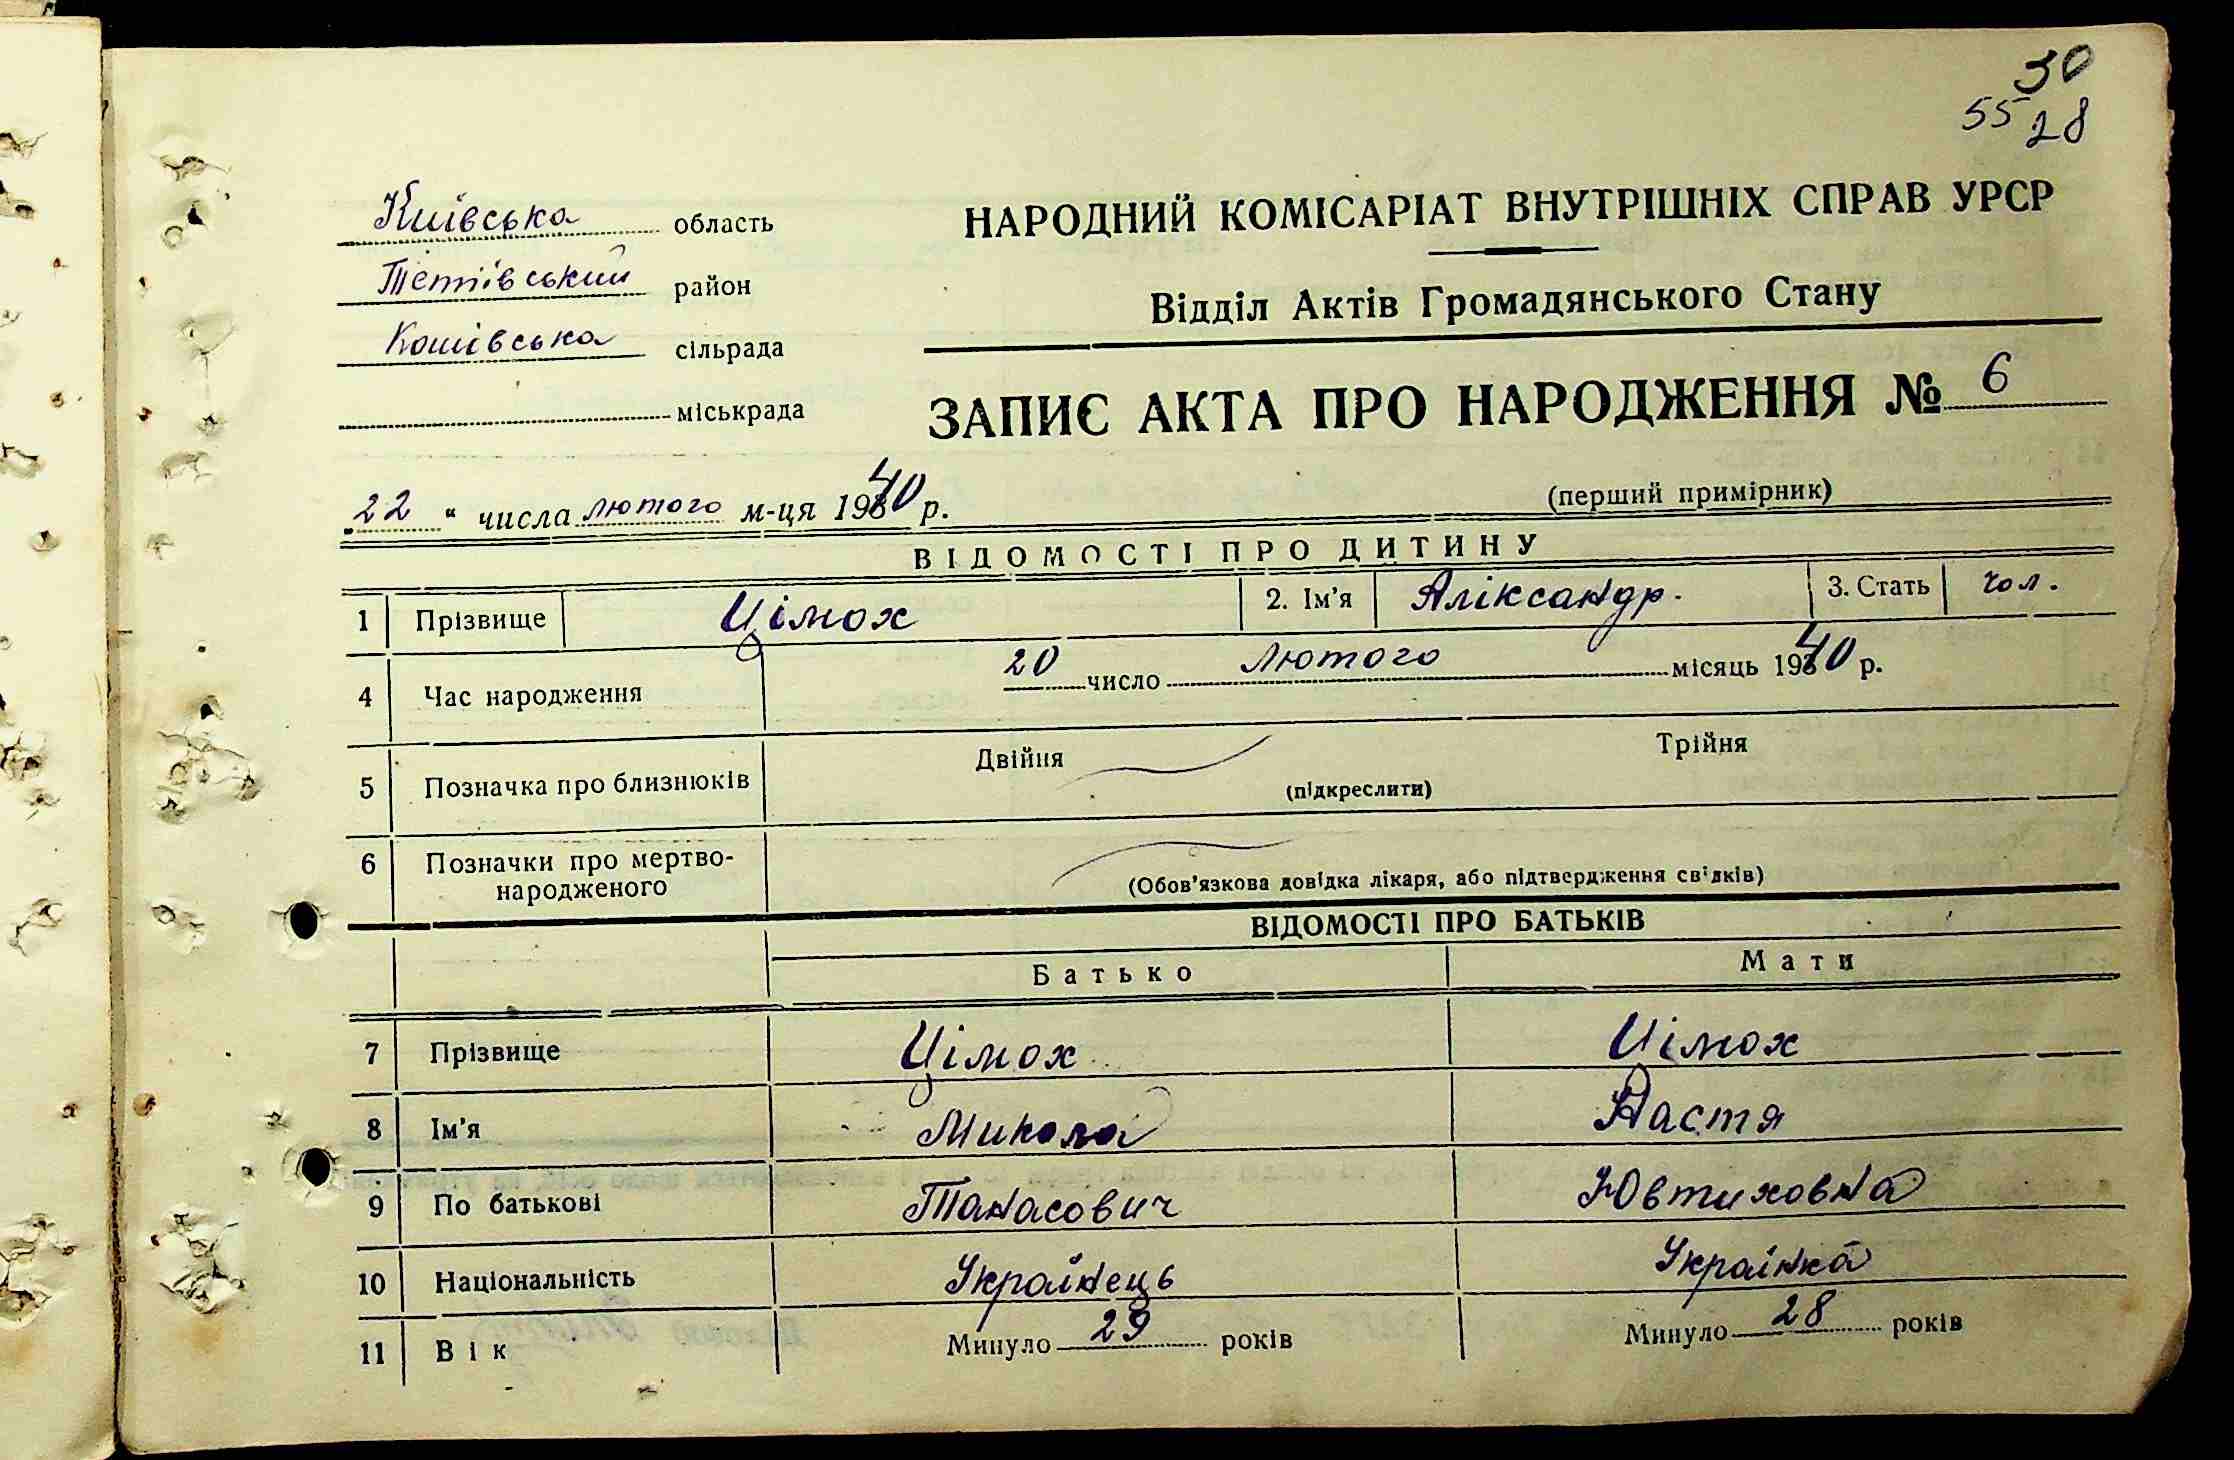 30
55 28
Київська область
Тетіївський район
Кошівська сільрада
міськрада
НАРОДНИЙ КОМІСАРІАТ ВНУТРІШНІХ СПРАВ УРСР
Відділ Актів Громадянського Стану
ЗАПИС АКТА ПРО НАРОДЖЕННЯ № 6
(перший примірник)
„22“ числа лютого м-ця 1940 р.
ВІДОМОСТІ ПРО ДИТИНУ
1 Прізвище Цімох 2. Ім'я Аліксандр. 3. Стать чол.
4 Час народження 20 число лютого місяць 1940 р.
5 Позначка про близнюків Двійня Трійня
(підкреслити)
6 Позначки про мертво-
народженого (Обов'язкова довідка лікаря, або підтвердження свідків)
ВІДОМОСТІ ПРО БАТЬКІВ
Батько Мати
7 Прізвище Цімох Цімох
8 Ім'я Микола Настя
9 По батькові ТанасовичЮвтиховна
10 Національність Українець Українка
11 Вік Минуло 29 років Минуло 28 років